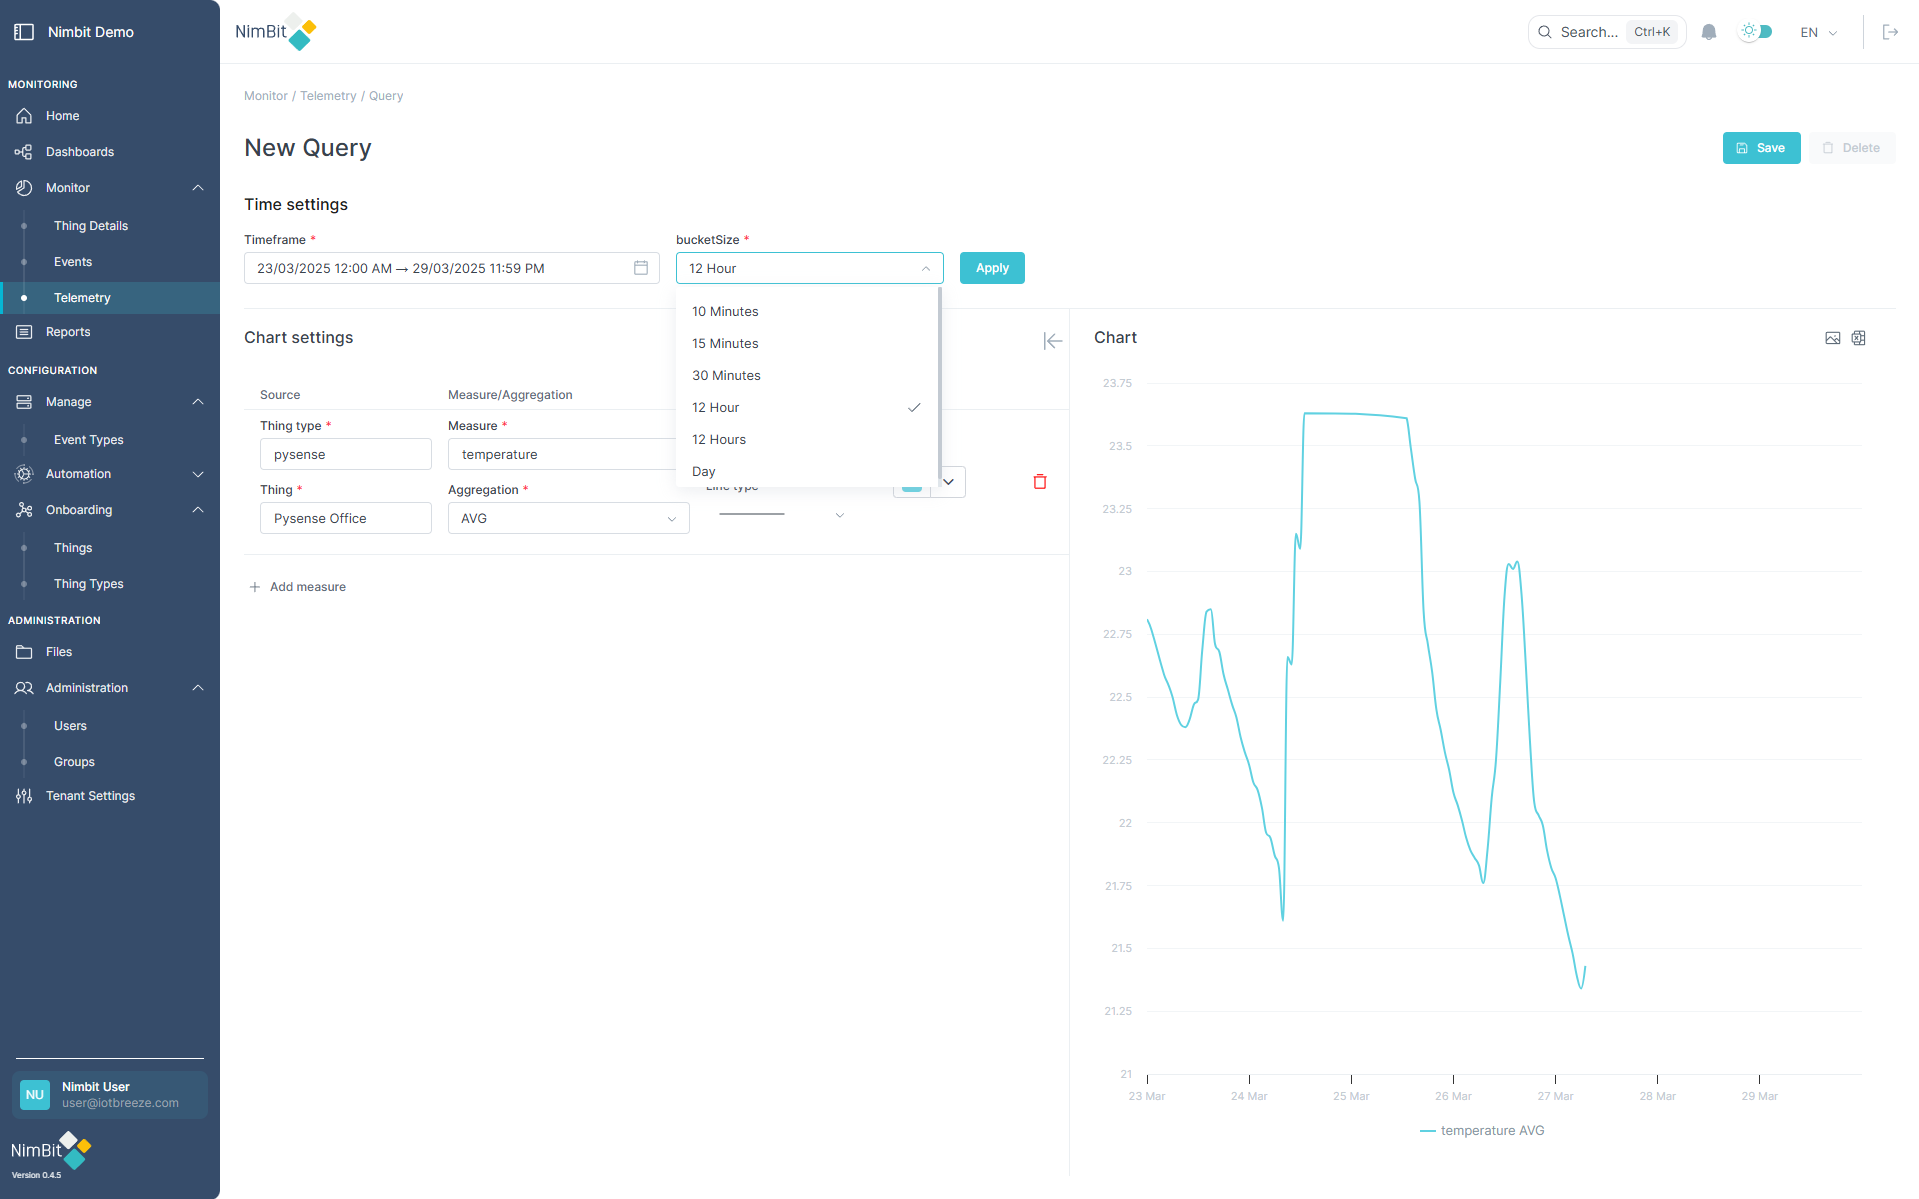 Nimbit Demo
NimBit
Search... Ctrl+K
EN
MONITORING
Home
Dashboards
Monitor
Thing Details
Events
Telemetry
Reports
CONFIGURATION
Manage
Event Types
Automation
Onboarding
Things
Thing Types
ADMINISTRATION
Files
Administration
Users
Groups
Tenant Settings
NU
Nimbit User
user@iotbreeze.com
NimBit
Version 0.4.5
Monitor / Telemetry / Query
New Query
Save
Delete
Time settings
Timeframe *
23/03/2025 12:00 AM → 29/03/2025 11:59 PM
bucketSize *
12 Hour
Apply
10 Minutes
15 Minutes
30 Minutes
12 Hour
12 Hours
Day
Chart settings
Source
Measure/Aggregation
Thing type *
pysense
Measure *
temperature
Thing *
Pysense Office
Aggregation *
AVG
Line type
Add measure
Chart
23.75
23.5
23.25
23
22.75
22.5
22.25
22
21.75
21.5
21.25
21
23 Mar
24 Mar
25 Mar
26 Mar
27 Mar
28 Mar
29 Mar
temperature AVG